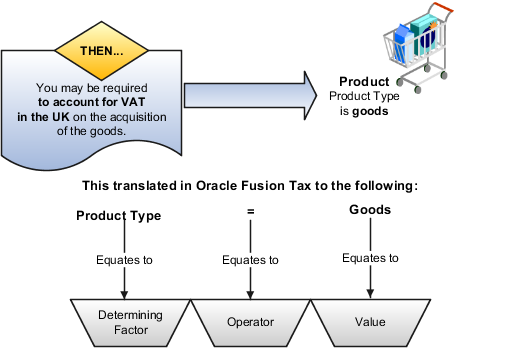 THEN...
You may be required
to account for VAT
in the UK on the acquisition
of the goods.
Product
Product Type
is goods
This translated in Oracle Fusion Tax to the following:
Product Type
=
Goods
Equates to
Equates to
Equates to
Determining
Factor
Operator
Value